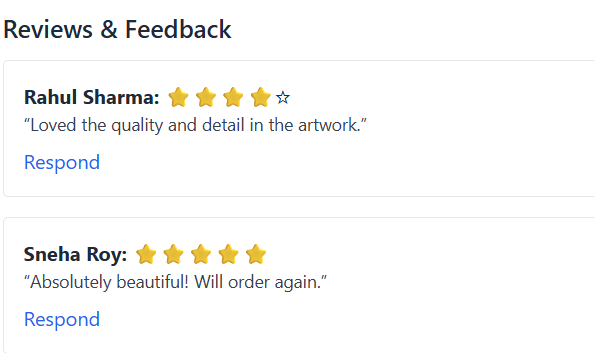 Reviews & Feedback
Rahul Sharma: ⭐⭐⭐⭐☆
“Loved the quality and detail in the artwork.”
Respond
Sneha Roy: ⭐⭐⭐⭐⭐
“Absolutely beautiful! Will order again.”
Respond